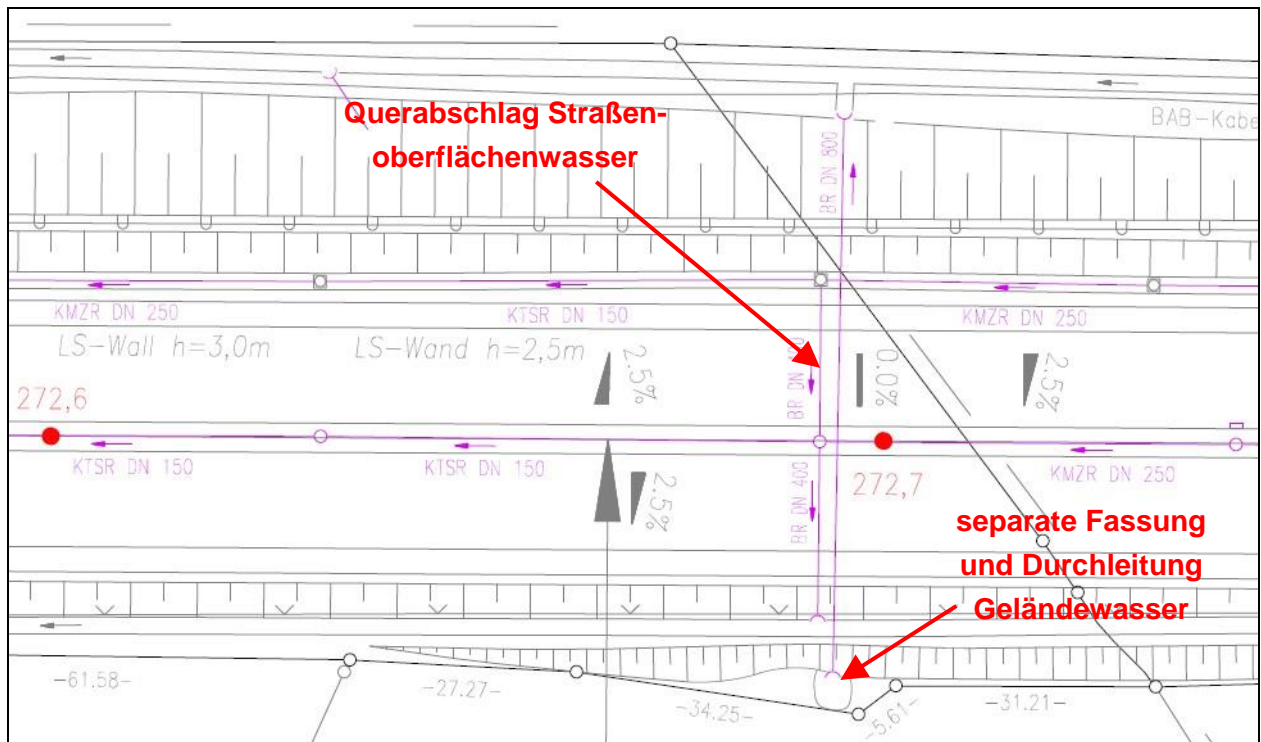 Querabschlag Straßen-
oberflächenwasser
BAB-Kabe
BR DN 800
KMZR DN 250
KTSR DN 150
KMZR DN 250
LS-Wall h=3,0m
LS-Wand h=2,5m
2.5%
BR DN
0.0%
2.5%
272,6
KTSR DN 150
KTSR DN 150
BR DN 400
2.5%
272,7
KMZR DN 250
separate Fassung
und Durchleitung
Geländewasser
-61.58-
-27.27-
-34.25-
-5.61-
-31.21-